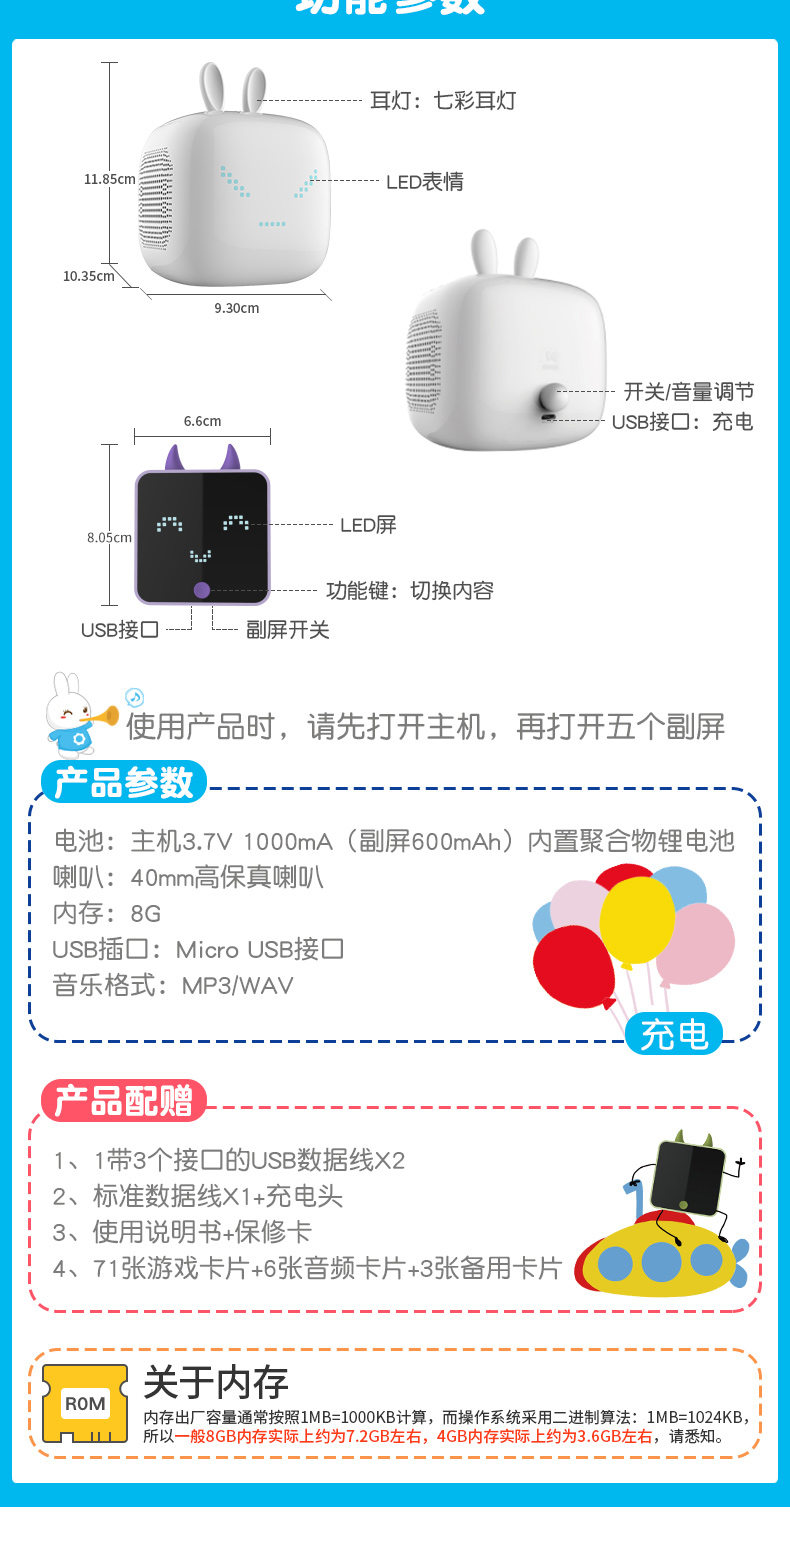 功能参数
耳灯：七彩耳灯
11.85cm
LED表情
10.35cm
9.30cm
开关/音量调节
USB接口：充电
6.6cm
LED屏
8.05cm
功能键：切换内容
USB接口
副屏开关
使用产品时，请先打开主机，再打开五个副屏
产品参数
电池：主机3.7V 1000mA（副屏600mAh）内置聚合物锂电池
喇叭：40mm高保真喇叭
内存：8G
USB插口：Micro USB接口
音乐格式：MP3/WAV
充电
产品配赠
1、1带3个接口的USB数据线X2
2、标准数据线X1+充电头
3、使用说明书+保修卡
4、71张游戏卡片+6张音频卡片+3张备用卡片
ROM
关于内存
内存出厂容量通常按照1MB=1000KB计算，而操作系统采用二进制算法：1MB=1024KB，
所以一般8GB内存实际上约为7.2GB左右，4GB内存实际上约为3.6GB左右，请悉知。